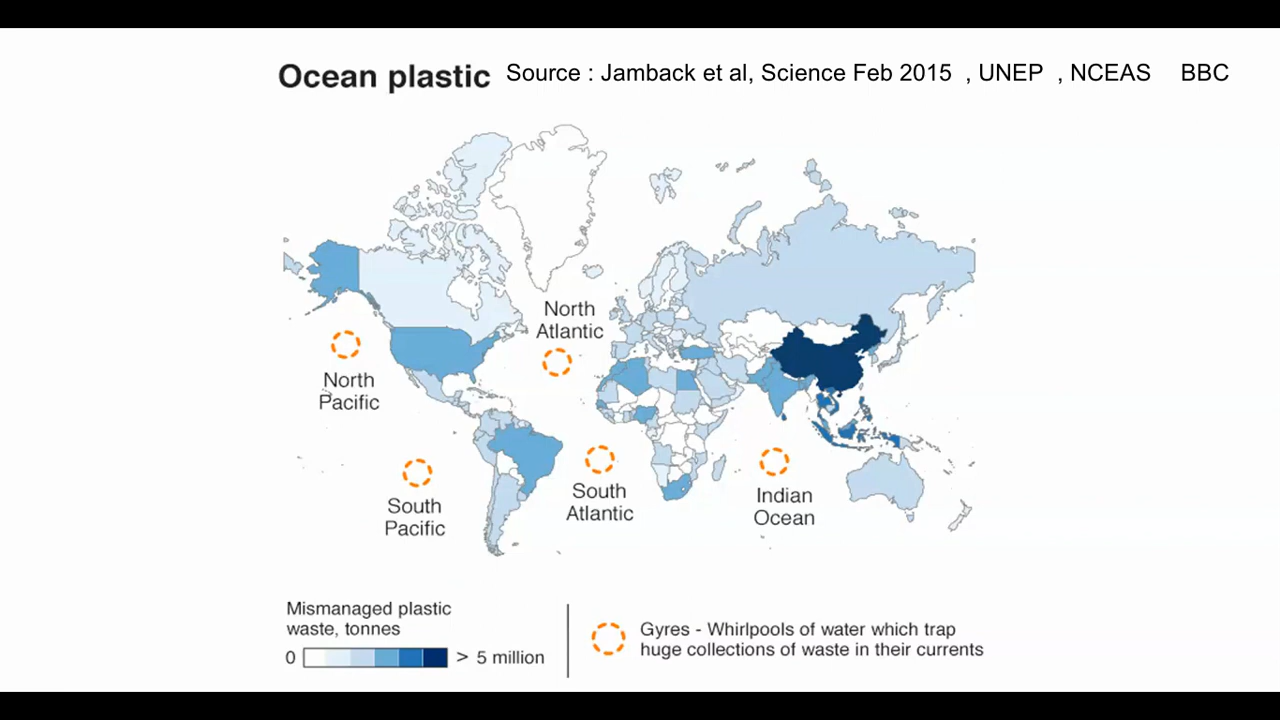 Ocean plastic Source : Jamback et al, Science Feb 2015 , UNEP , NCEAS BBC
North
Atlantic
North
Pacific
South
Pacific
South
Atlantic
Indian
Ocean
Mismanaged plastic
waste, tonnes
0 > 5 million
Gyres - Whirlpools of water which trap
huge collections of waste in their currents